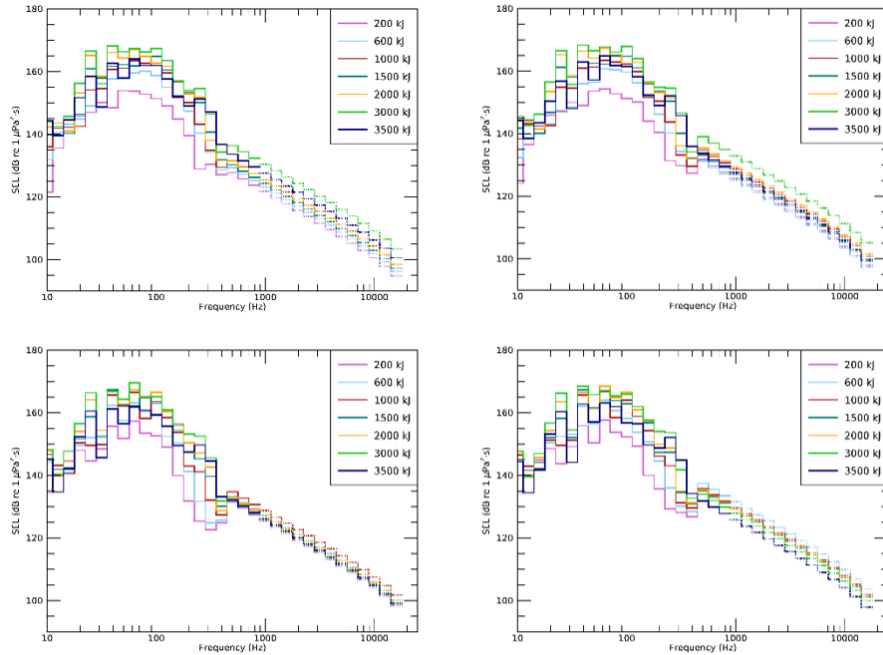 SEL (dB re 1 μPa²·s)
180
160
140
120
100
10
100
1000
10000
Frequency (Hz)
200 kJ
600 kJ
1000 kJ
1500 kJ
2000 kJ
3000 kJ
3500 kJ
SEL (dB re 1 μPa²·s)
180
160
140
120
100
10
100
1000
10000
Frequency (Hz)
200 kJ
600 kJ
1000 kJ
1500 kJ
2000 kJ
3000 kJ
3500 kJ
SEL (dB re 1 μPa²·s)
180
160
140
120
100
10
100
1000
10000
Frequency (Hz)
200 kJ
600 kJ
1000 kJ
1500 kJ
2000 kJ
3000 kJ
3500 kJ
SEL (dB re 1 μPa²·s)
180
160
140
120
100
10
100
1000
10000
Frequency (Hz)
200 kJ
600 kJ
1000 kJ
1500 kJ
2000 kJ
3000 kJ
3500 kJ